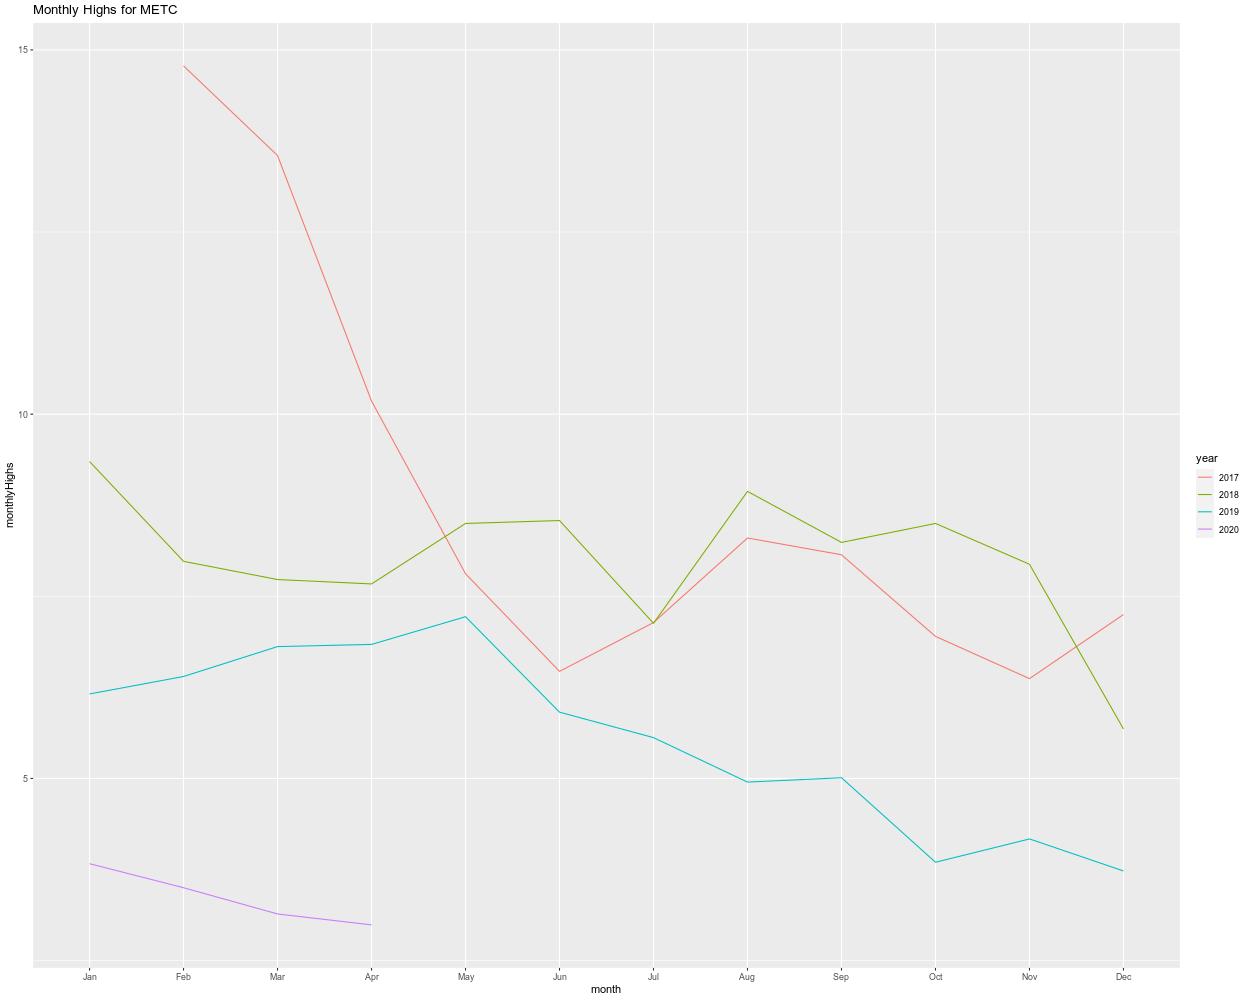 Monthly Highs for METC
15
10
5
monthlyHighs
Jan Feb Mar Apr May Jun Jul Aug Sep Oct Nov Dec
month
year
2017
2018
2019
2020